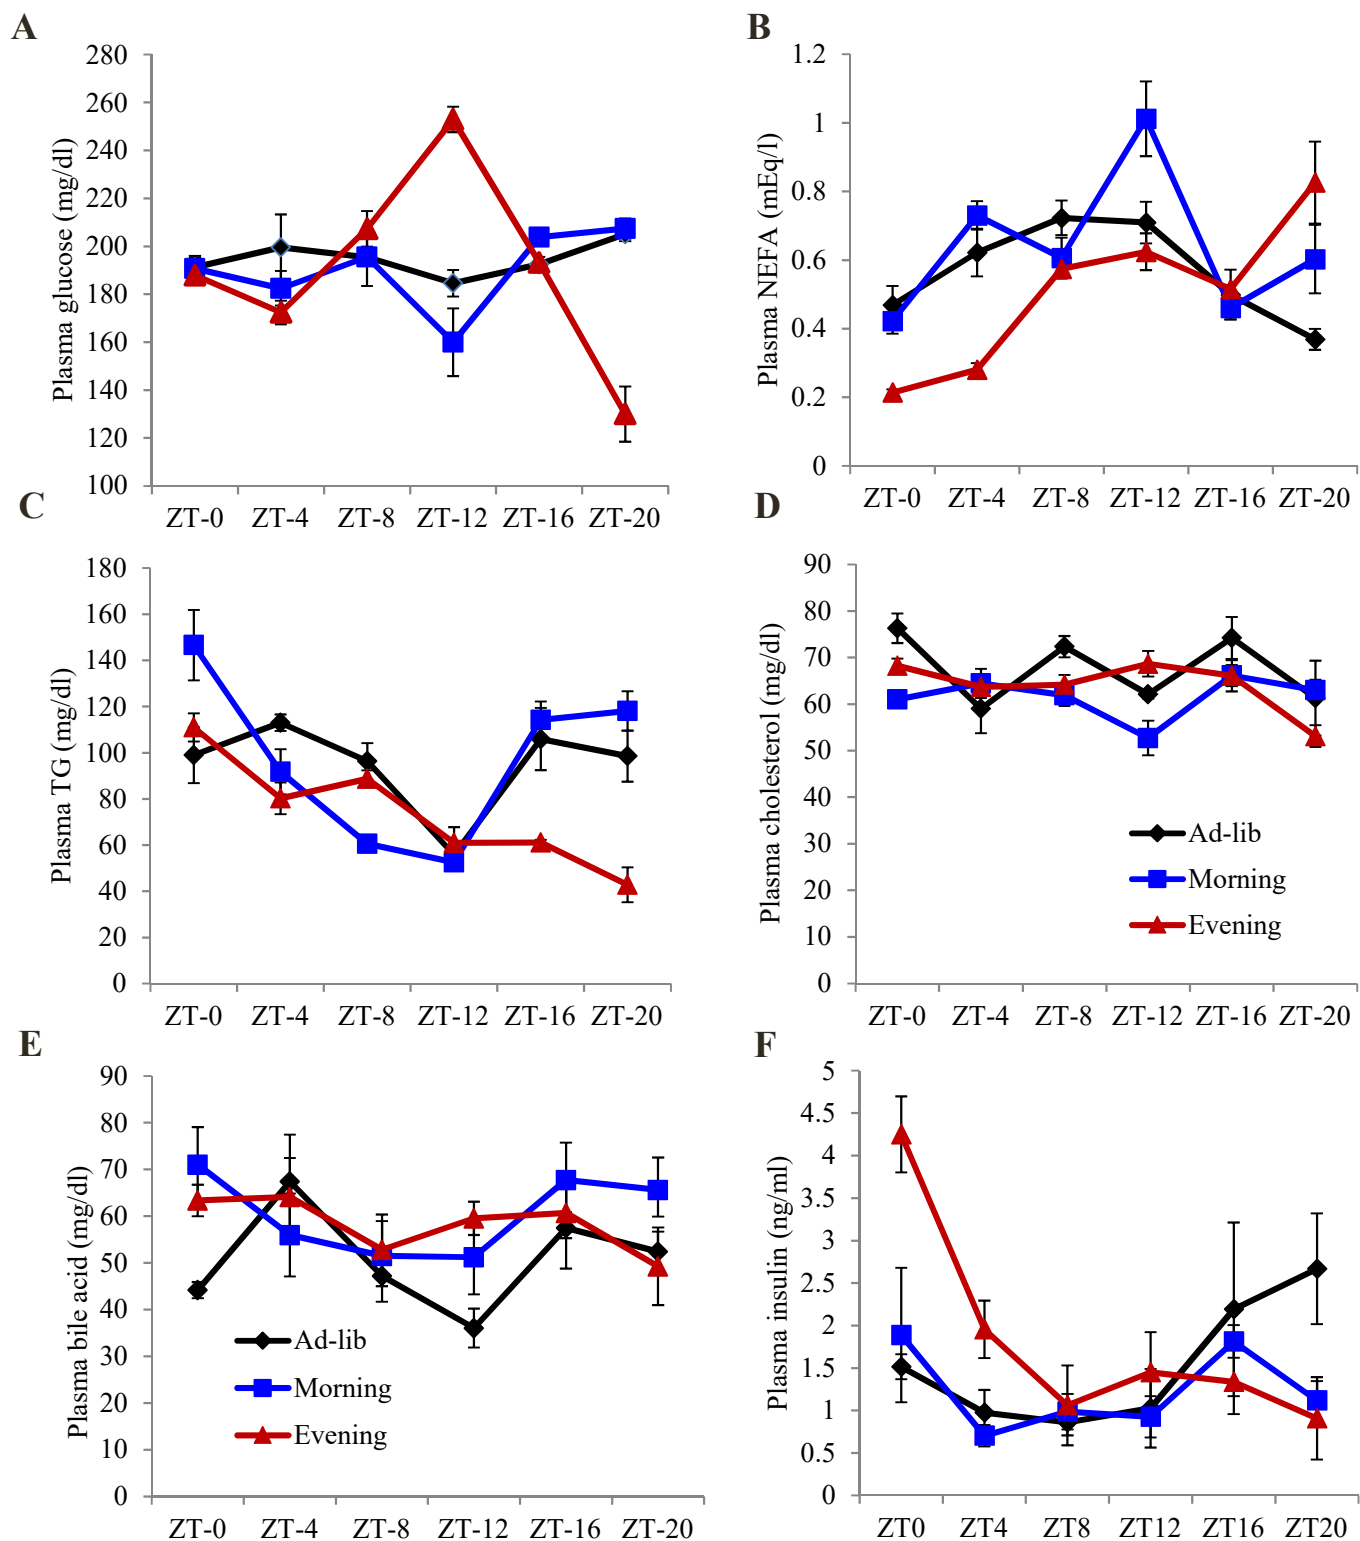 A
Plasma glucose (mg/dl)
280
260
240
220
200
180
160
140
120
100
ZT-0 ZT-4 ZT-8 ZT-12 ZT-16 ZT-20
B
Plasma NEFA (mEq/l)
1.2
1
0.8
0.6
0.4
0.2
0
ZT-0 ZT-4 ZT-8 ZT-12 ZT-16 ZT-20
C
Plasma TG (mg/dl)
180
160
140
120
100
80
60
40
20
0
ZT-0 ZT-4 ZT-8 ZT-12 ZT-16 ZT-20
D
Plasma cholesterol (mg/dl)
90
80
70
60
50
40
30
20
10
0
Ad-lib
Morning
Evening
ZT-0 ZT-4 ZT-8 ZT-12 ZT-16 ZT-20
E
Plasma bile acid (mg/dl)
90
80
70
60
50
40
30
20
10
0
Ad-lib
Morning
Evening
ZT-0 ZT-4 ZT-8 ZT-12 ZT-16 ZT-20
F
Plasma insulin (ng/ml)
5
4.5
4
3.5
3
2.5
2
1.5
1
0.5
0
ZT0 ZT4 ZT8 ZT12 ZT16 ZT20